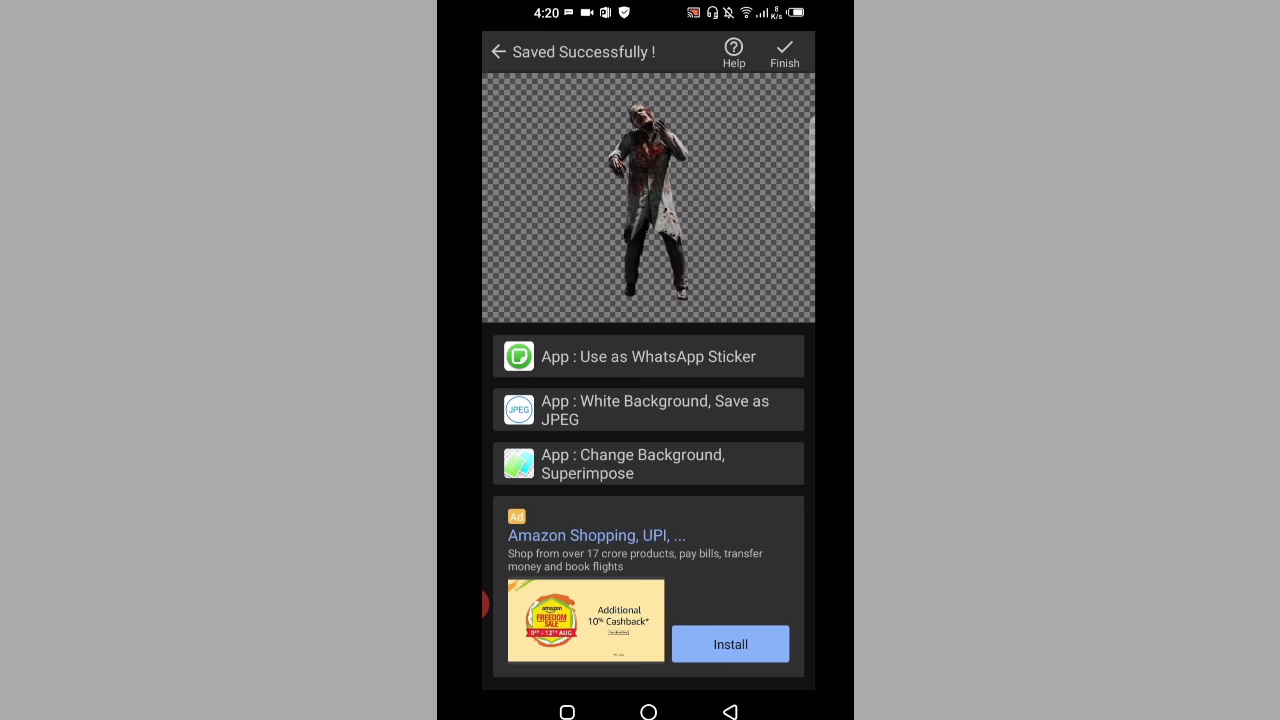 4:20
8
K/s
Saved Successfully !
Help
Finish
App : Use as WhatsApp Sticker
JPEG
App : White Background, Save as
JPEG
App : Change Background,
Superimpose
Ad
Amazon Shopping, UPI, ...
Shop from over 17 crore products, pay bills, transfer
money and book flights
amazon
FREEDOM
SALE
9TH - 12TH AUG
Additional
10% Cashback*
Install